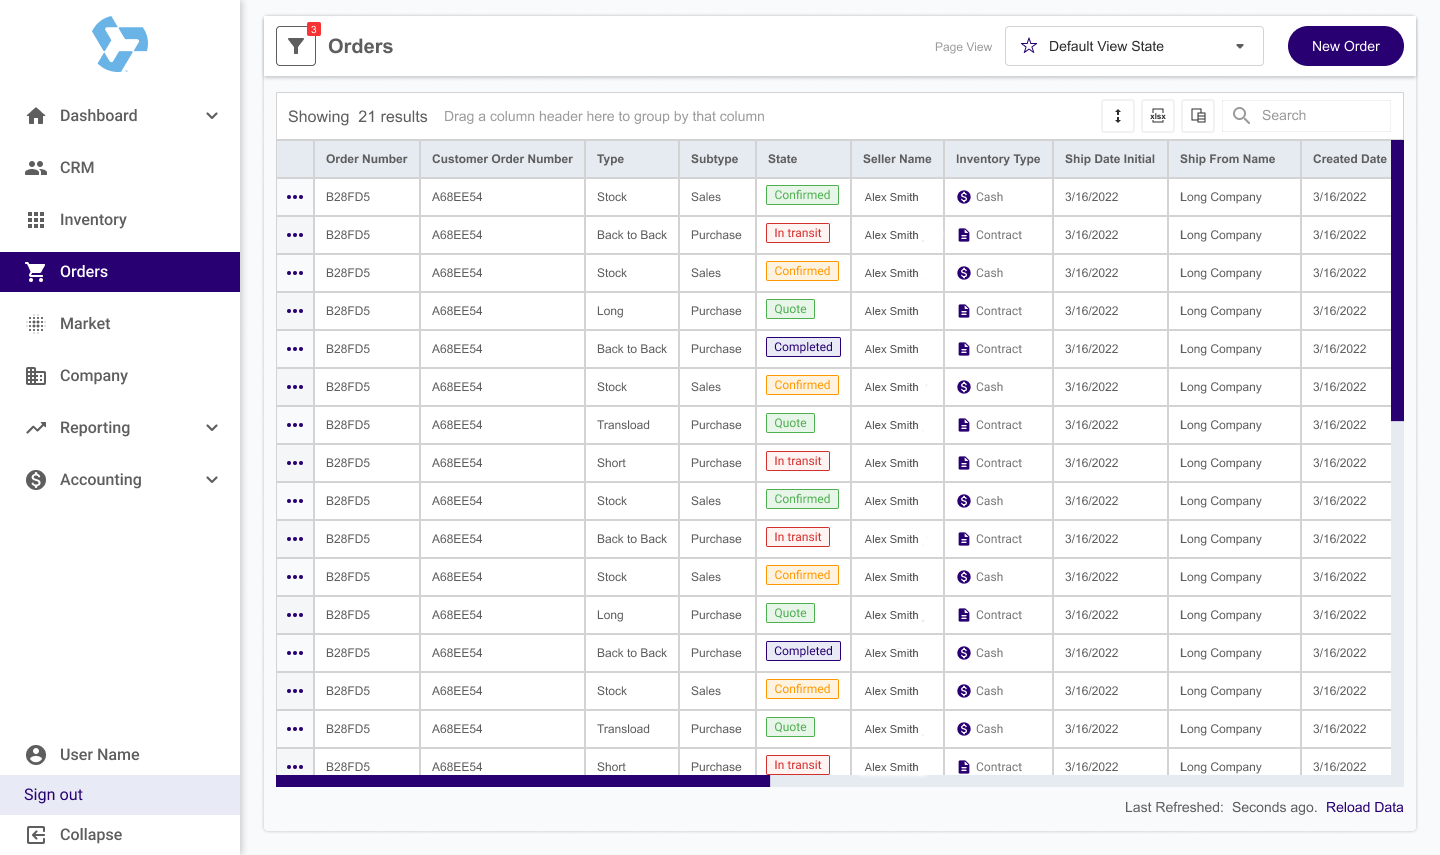 Dashboard
CRM
Inventory
Orders
Market
Company
Reporting
Accounting
User Name
Sign out
Collapse
3
Orders
Page View
Default View State
New Order
Showing 21 results
Drag a column header here to group by that column
xlsx
Search
Order Number Customer Order Number Type Subtype State Seller Name Inventory Type Ship Date Initial Ship From Name Created Date
B28FD5 A68EE54 Stock Sales Confirmed Alex Smith Cash 3/16/2022 Long Company 3/16/2022
B28FD5 A68EE54 Back to Back Purchase In transit Alex Smith Contract 3/16/2022 Long Company 3/16/2022
B28FD5 A68EE54 Stock Sales Confirmed Alex Smith Cash 3/16/2022 Long Company 3/16/2022
B28FD5 A68EE54 Long Purchase Quote Alex Smith Contract 3/16/2022 Long Company 3/16/2022
B28FD5 A68EE54 Back to Back Purchase Completed Alex Smith Contract 3/16/2022 Long Company 3/16/2022
B28FD5 A68EE54 Stock Sales Confirmed Alex Smith Cash 3/16/2022 Long Company 3/16/2022
B28FD5 A68EE54 Transload Purchase Quote Alex Smith Contract 3/16/2022 Long Company 3/16/2022
B28FD5 A68EE54 Short Purchase In transit Alex Smith Contract 3/16/2022 Long Company 3/16/2022
B28FD5 A68EE54 Stock Sales Confirmed Alex Smith Cash 3/16/2022 Long Company 3/16/2022
B28FD5 A68EE54 Back to Back Purchase In transit Alex Smith Contract 3/16/2022 Long Company 3/16/2022
B28FD5 A68EE54 Stock Sales Confirmed Alex Smith Cash 3/16/2022 Long Company 3/16/2022
B28FD5 A68EE54 Long Purchase Quote Alex Smith Contract 3/16/2022 Long Company 3/16/2022
B28FD5 A68EE54 Back to Back Purchase Completed Alex Smith Cash 3/16/2022 Long Company 3/16/2022
B28FD5 A68EE54 Stock Sales Confirmed Alex Smith Cash 3/16/2022 Long Company 3/16/2022
B28FD5 A68EE54 Transload Purchase Quote Alex Smith Cash 3/16/2022 Long Company 3/16/2022
B28FD5 A68EE54 Short Purchase In transit Alex Smith Contract 3/16/2022 Long Company 3/16/2022
Last Refreshed: Seconds ago. Reload Data